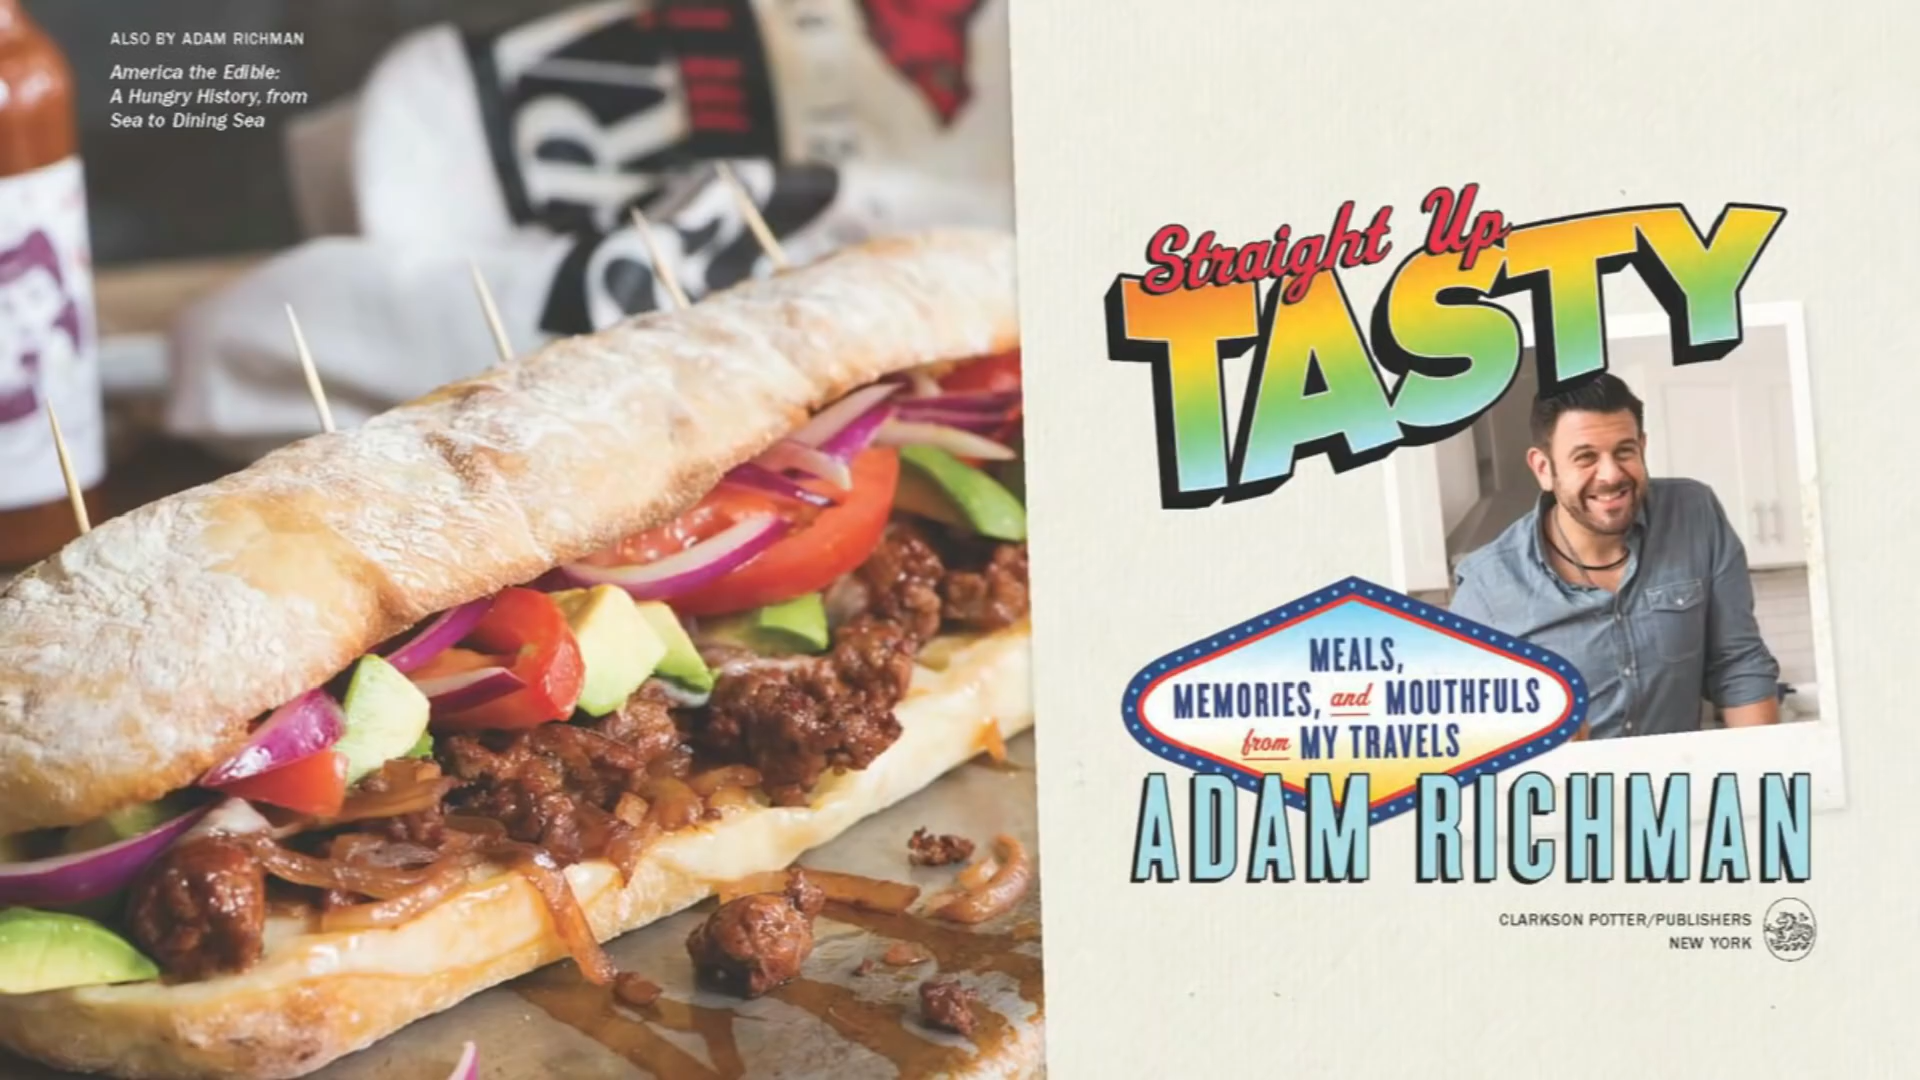 ALSO BY ADAM RICHMAN
America the Edible:
A Hungry History, from
Sea to Dining Sea
Straight Up
TASTY
MEALS,
MEMORIES, and MOUTHFULS
from MY TRAVELS
ADAM RICHMAN
CLARKSON POTTER/PUBLISHERS
NEW YORK